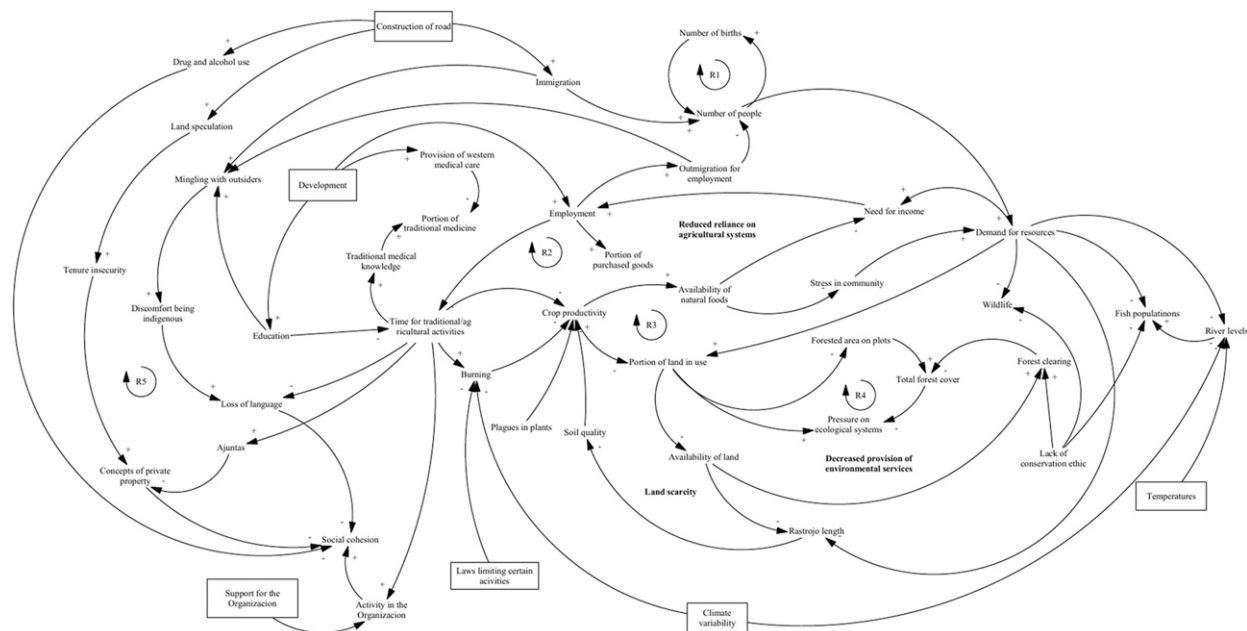 Construction of road
Number of births
Drug and alcohol use
R1
Immigration
Number of people
Land speculation
Provision of western
medical care
Outmigration for
employment
Mingling with outsiders
Development
Employment
Need for income
Portion of
traditional medicine
Reduced reliance on
agricultural systems
Demand for resources
R2
Traditional medical
knowledge
Portion of
purchased goods
Tenure insecurity
Availability of
natural foods
Stress in community
Discomfort being
indigenous
Wildlife
Crop productivity
Fish populatinons
Time for traditional/ag
ricultural activities
R3
River levels
Education
Forested area on plots
Portion of land in use
Forest clearing
Burning
Total forest cover
R5
R4
Loss of language
Pressure on
ecological systems
Plagues in plants
Soil quality
Ajuntas
Availability of land
Decreased provision of
environmental services
Lack of
conservation ethic
Concepts of private
property
Land scarcity
Temperatures
Rastrojo length
Social cohesion
Laws limiting certain
acivities
Support for the
Organizacion
Activity in the
Organizacion
Climate
variability